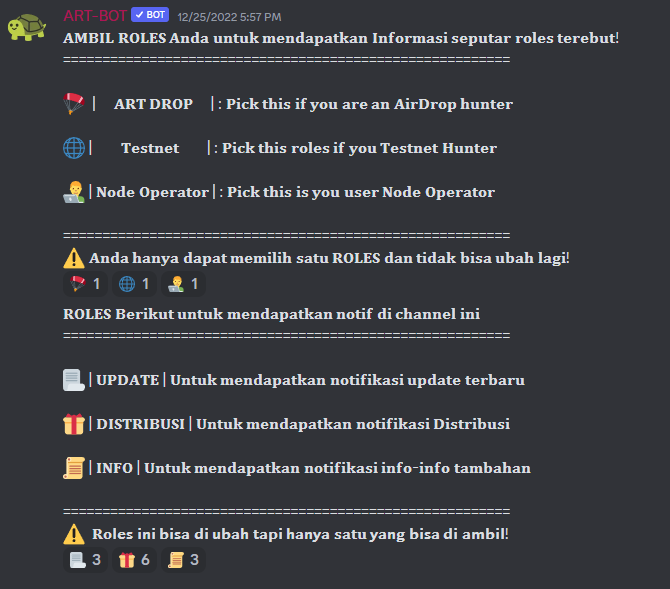 ART-BOT ✓ BOT 12/25/2022 5:57 PM
AMBIL ROLES Anda untuk mendapatkan Informasi seputar roles terebut!
======================================================
| ART DROP | : Pick this if you are an AirDrop hunter
| Testnet | : Pick this roles if you Testnet Hunter
| Node Operator | : Pick this is you user Node Operator
======================================================
⚠️ Anda hanya dapat memilih satu ROLES dan tidak bisa ubah lagi!
1 1 1
ROLES Berikut untuk mendapatkan notif di channel ini
======================================================
| UPDATE | Untuk mendapatkan notifikasi update terbaru
| DISTRIBUSI | Untuk mendapatkan notifikasi Distribusi
| INFO | Untuk mendapatkan notifikasi info-info tambahan
======================================================
⚠️ Roles ini bisa di ubah tapi hanya satu yang bisa di ambil!
3 6 3